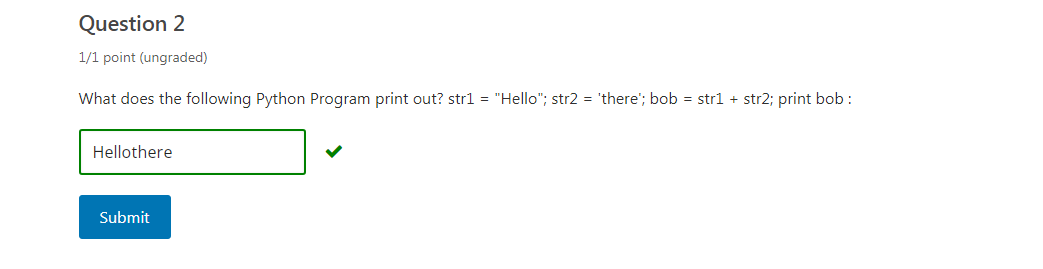 Question 2
1/1 point (ungraded)
What does the following Python Program print out? str1 = "Hello"; str2 = 'there'; bob = str1 + str2; print bob :
Hellothere
Submit